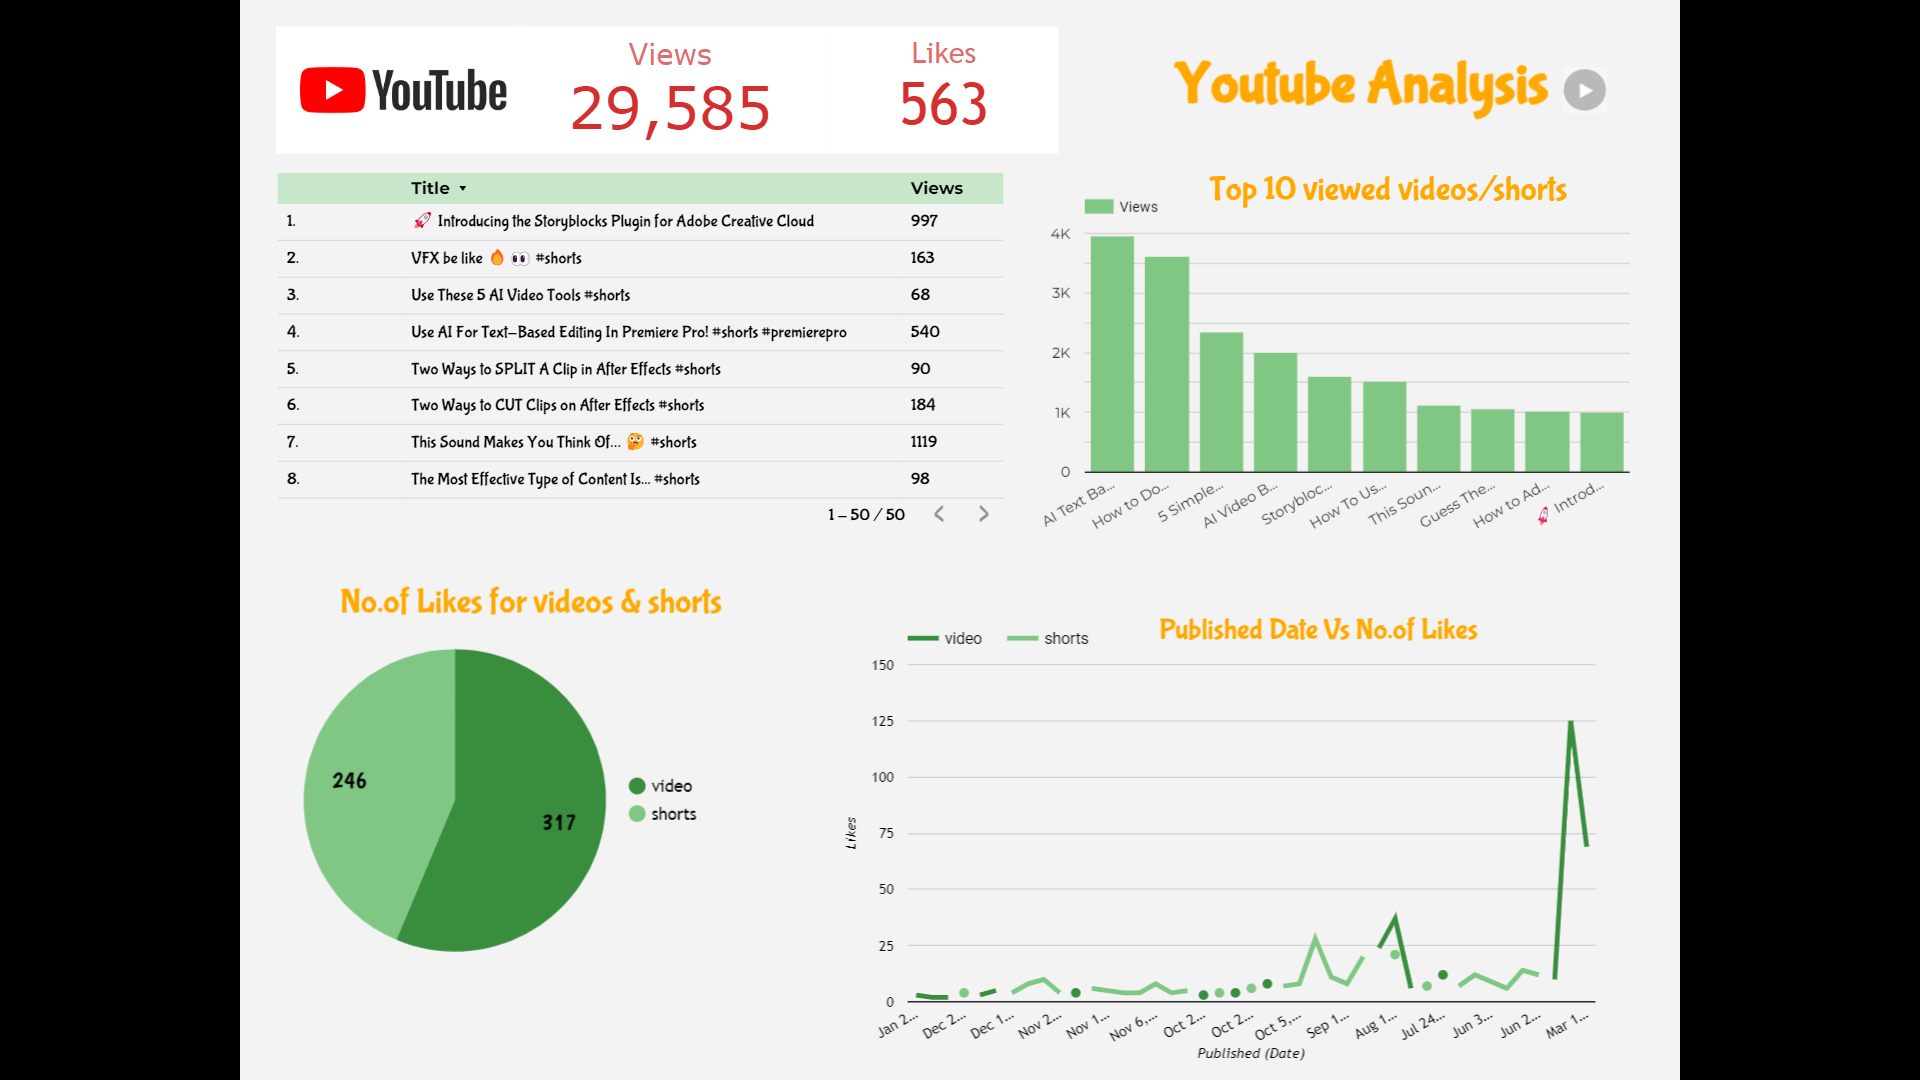 YouTube
Views
29,585
Likes
563
Youtube Analysis
Title Views
1. 🚀 Introducing the Storyblocks Plugin for Adobe Creative Cloud 997
2. VFX be like 🔥 👀 #shorts 163
3. Use These 5 AI Video Tools #shorts 68
4. Use AI For Text-Based Editing In Premiere Pro! #shorts #premierepro 540
5. Two Ways to SPLIT A Clip in After Effects #shorts 90
6. Two Ways to CUT Clips on After Effects #shorts 184
7. This Sound Makes You Think Of... 🤔 #shorts 1119
8. The Most Effective Type of Content Is... #shorts 98
1 – 50 / 50
Top 10 viewed videos/shorts
Views
4K
3K
2K
1K
0
AI Text Ba...
How to Do...
5 Simple...
AI Video B...
Storybloc...
How To Us...
This Soun...
Guess The...
How to Ad...
🚀 Introd...
No.of Likes for videos & shorts
246
317
video
shorts
Published Date Vs No.of Likes
video shorts
150
125
100
75
50
25
0
Likes
Jan 2...
Dec 2...
Dec 1...
Nov 2...
Nov 1...
Nov 6,...
Oct 2...
Oct 2...
Oct 5,...
Sep 1...
Aug 1...
Jul 24...
Jun 3...
Jun 2...
Mar 1...
Published (Date)